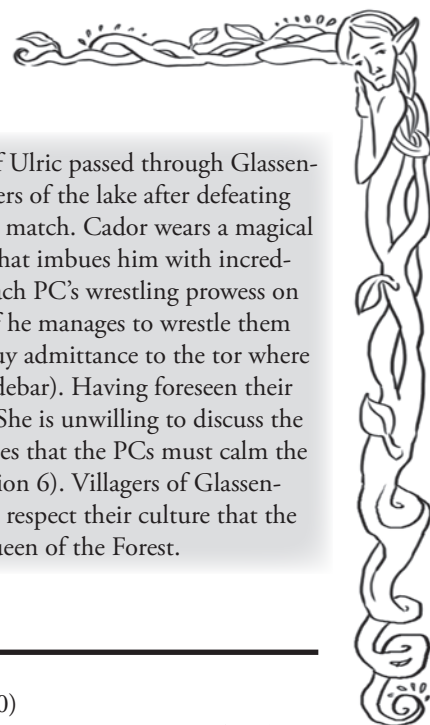 f Ulric passed through Glassen-
ers of the lake after defeating
match. Cador wears a magical
hat imbues him with incred-
ach PC's wrestling prowess on
f he manages to wrestle them
uy admittance to the tor where
debar). Having foreseen their
She is unwilling to discuss the
es that the PCs must calm the
ion 6). Villagers of Glassen-
respect their culture that the
ueen of the Forest.
0)